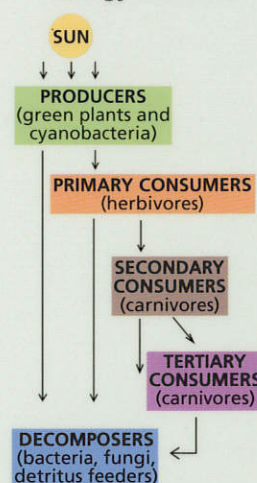 SUN
PRODUCERS
(green plants and
cyanobacteria)
PRIMARY CONSUMERS
(herbivores)
SECONDARY
CONSUMERS
(carnivores)
TERTIARY
CONSUMERS
(carnivores)
DECOMPOSERS
(bacteria, fungi,
detritus feeders)